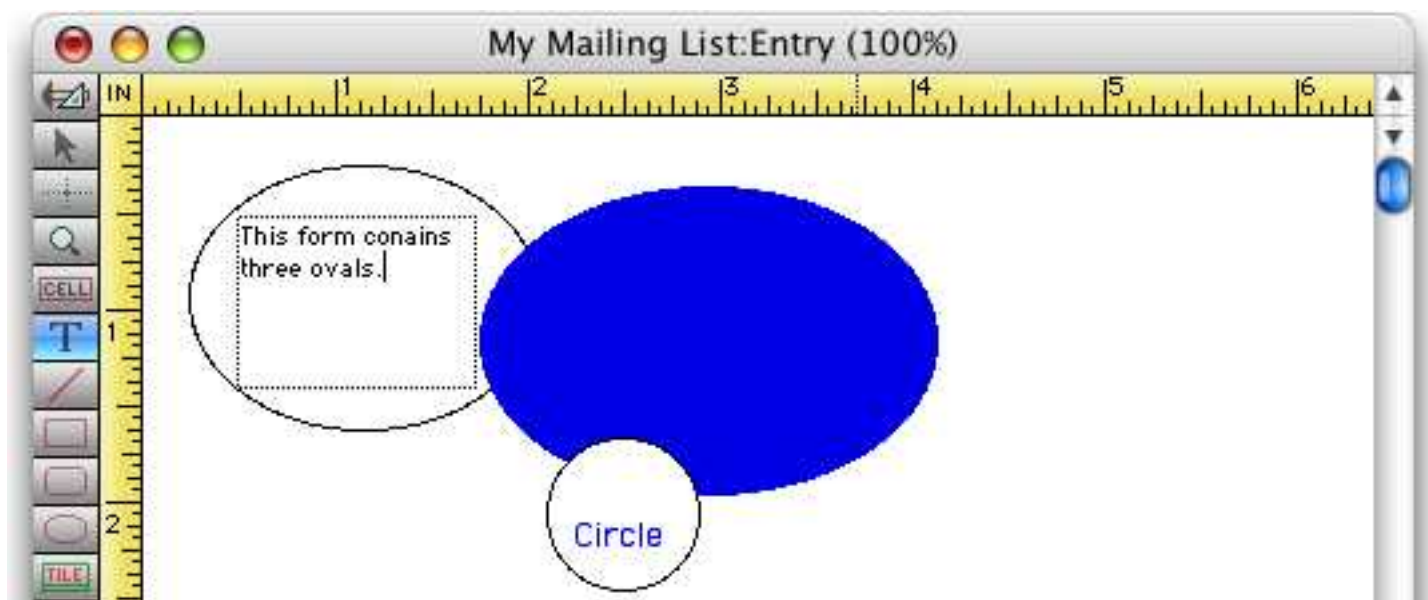 My Mailing List:Entry (100%)
IN 1 2 3 4 5 6
This form conains
three ovals.
CELL
T
1
2
Circle
TILE